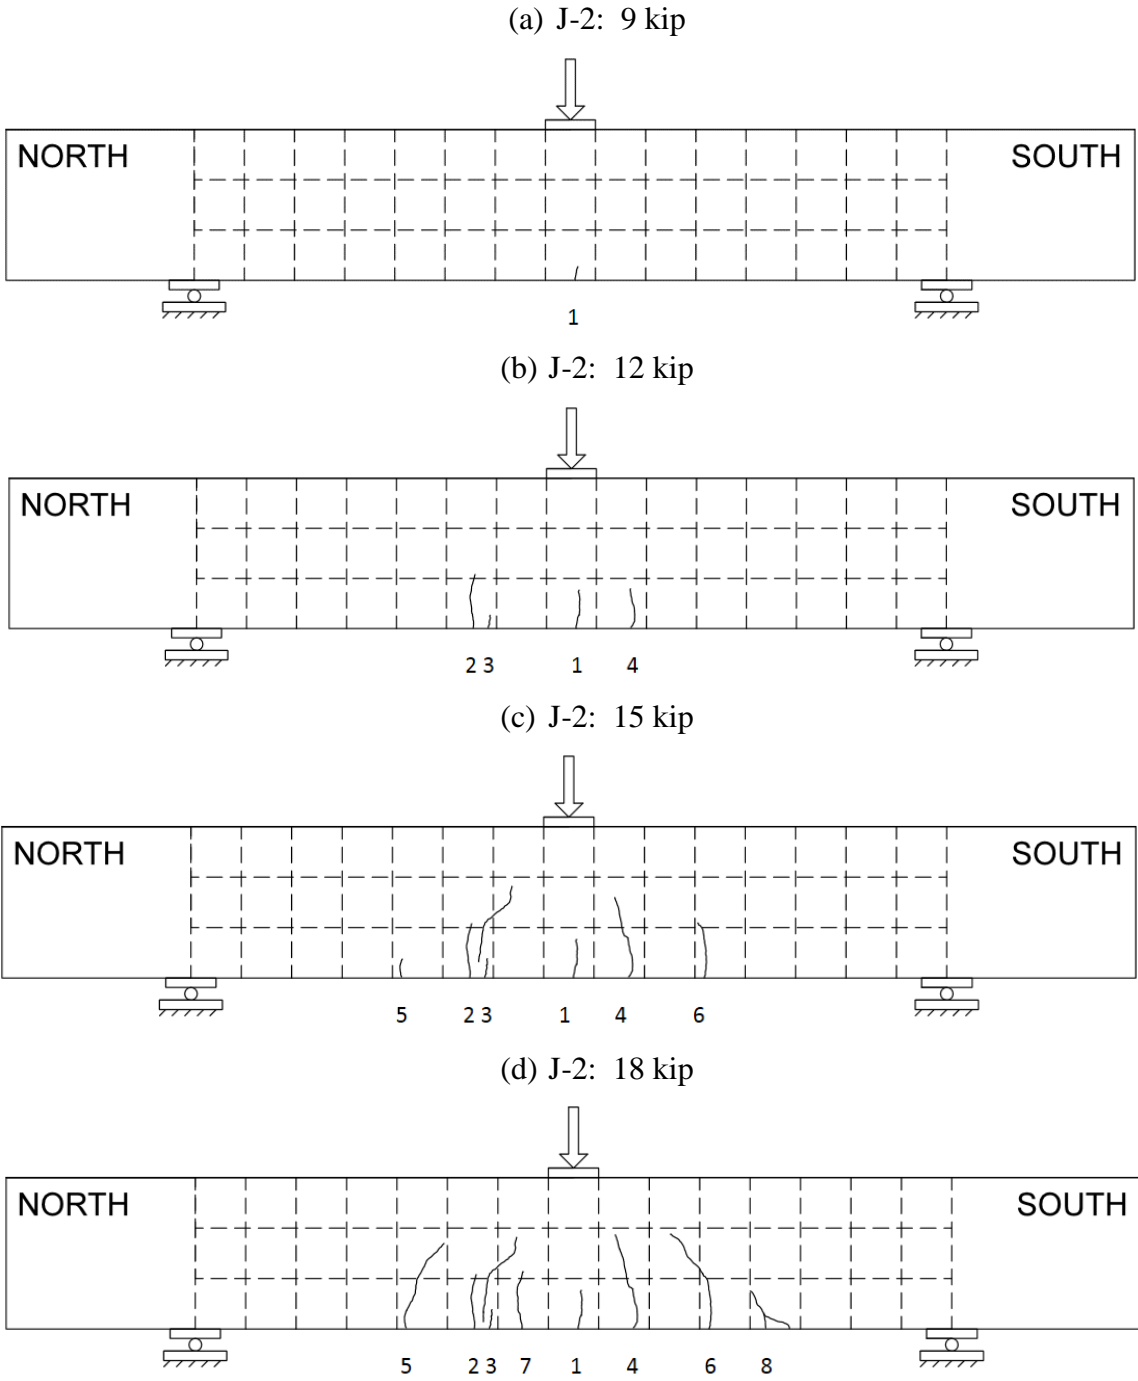 (a) J-2: 9 kip
NORTH SOUTH
1
(b) J-2: 12 kip
NORTH SOUTH
2 3 1 4
(c) J-2: 15 kip
NORTH SOUTH
5 2 3 1 4 6
(d) J-2: 18 kip
NORTH SOUTH
5 2 3 7 1 4 6 8